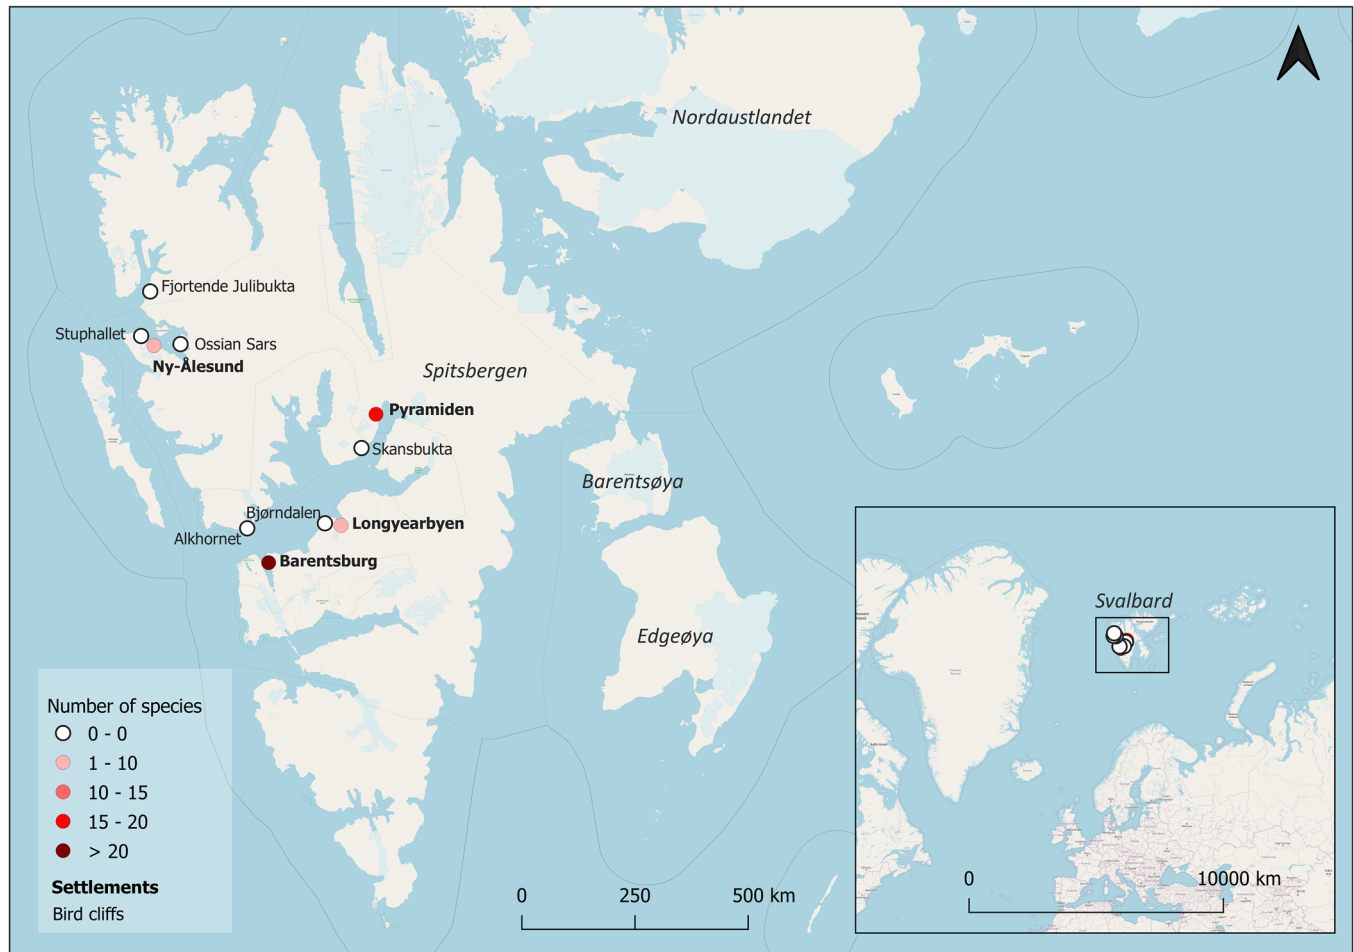 Nordaustlandet
Fjortende Julibukta
Stuphallet
Ossian Sars
Ny-Ålesund
Spitsbergen
Pyramiden
Skansbukta
Barentsøya
Bjørndalen
Longyearbyen
Alkhornet
Barentsburg
Svalbard
Edgeøya
Number of species
0 - 0
1 - 10
10 - 15
15 - 20
> 20
Settlements
Bird cliffs
0 250 500 km
0 10000 km